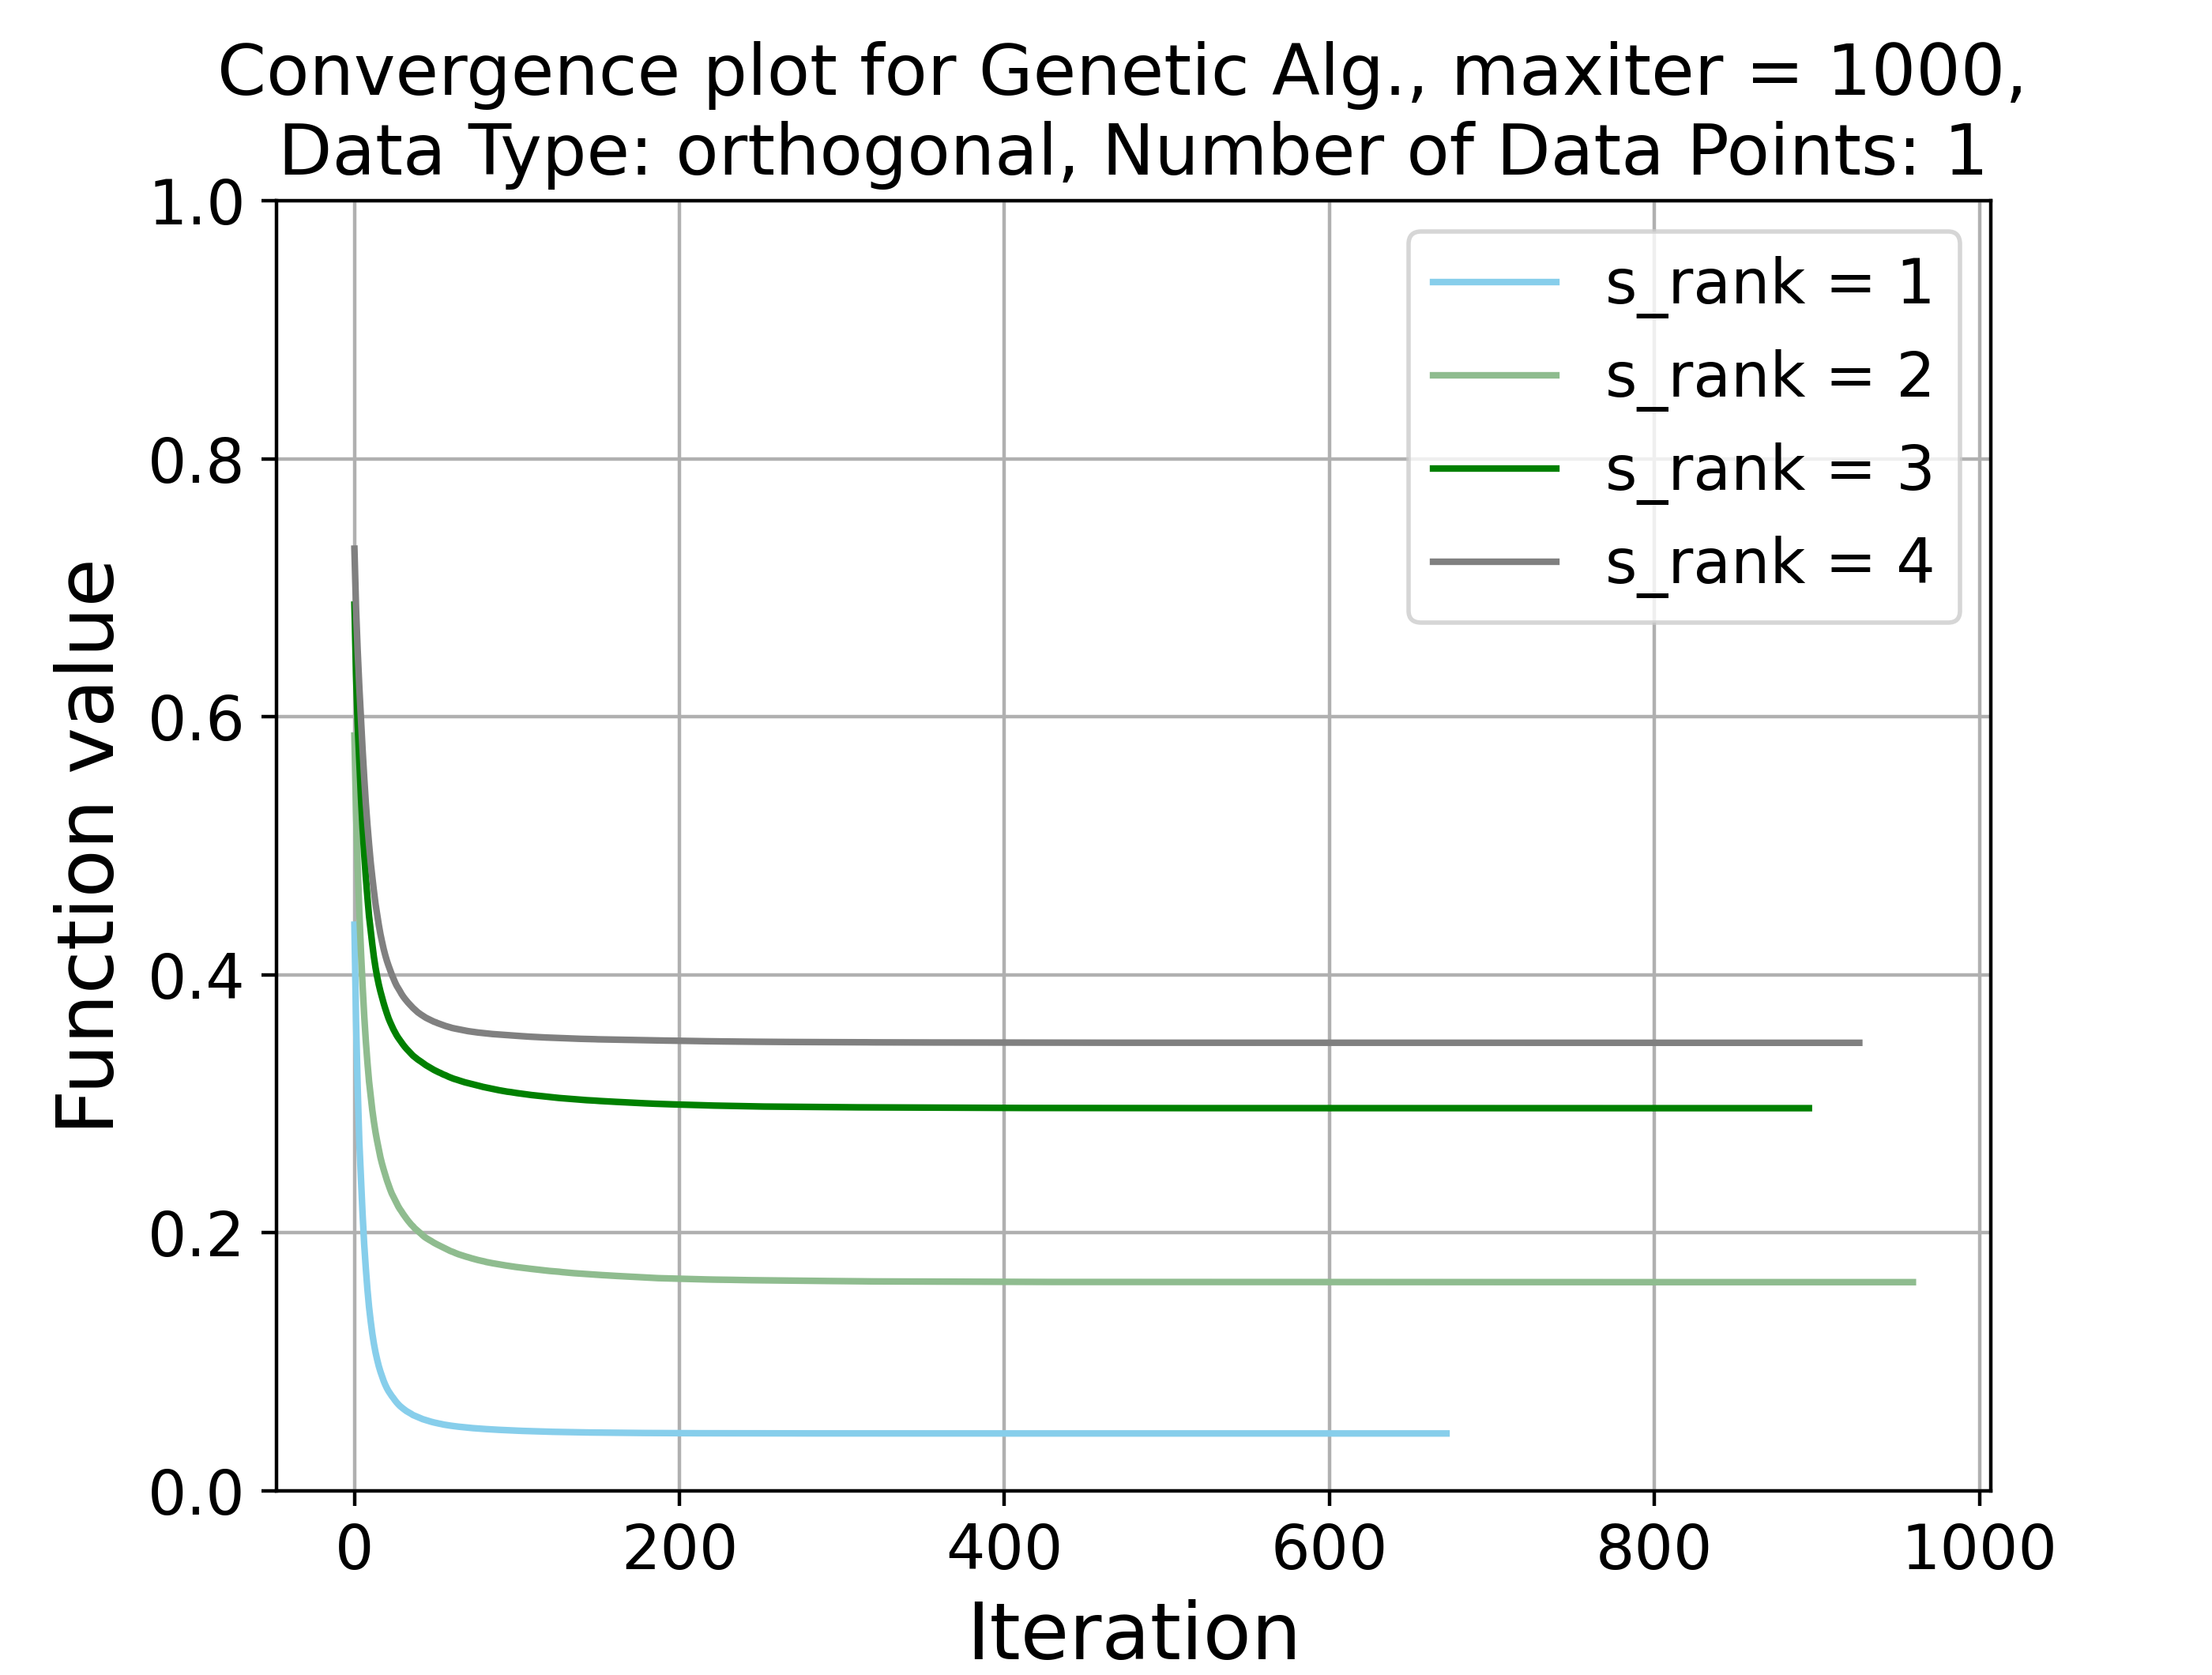 Convergence plot for Genetic Alg., maxiter = 1000,
Data Type: orthogonal, Number of Data Points: 1
1.0
0.8
0.6
0.4
0.2
0.0
Function value
s_rank = 1
s_rank = 2
s_rank = 3
s_rank = 4
0 200 400 600 800 1000
Iteration